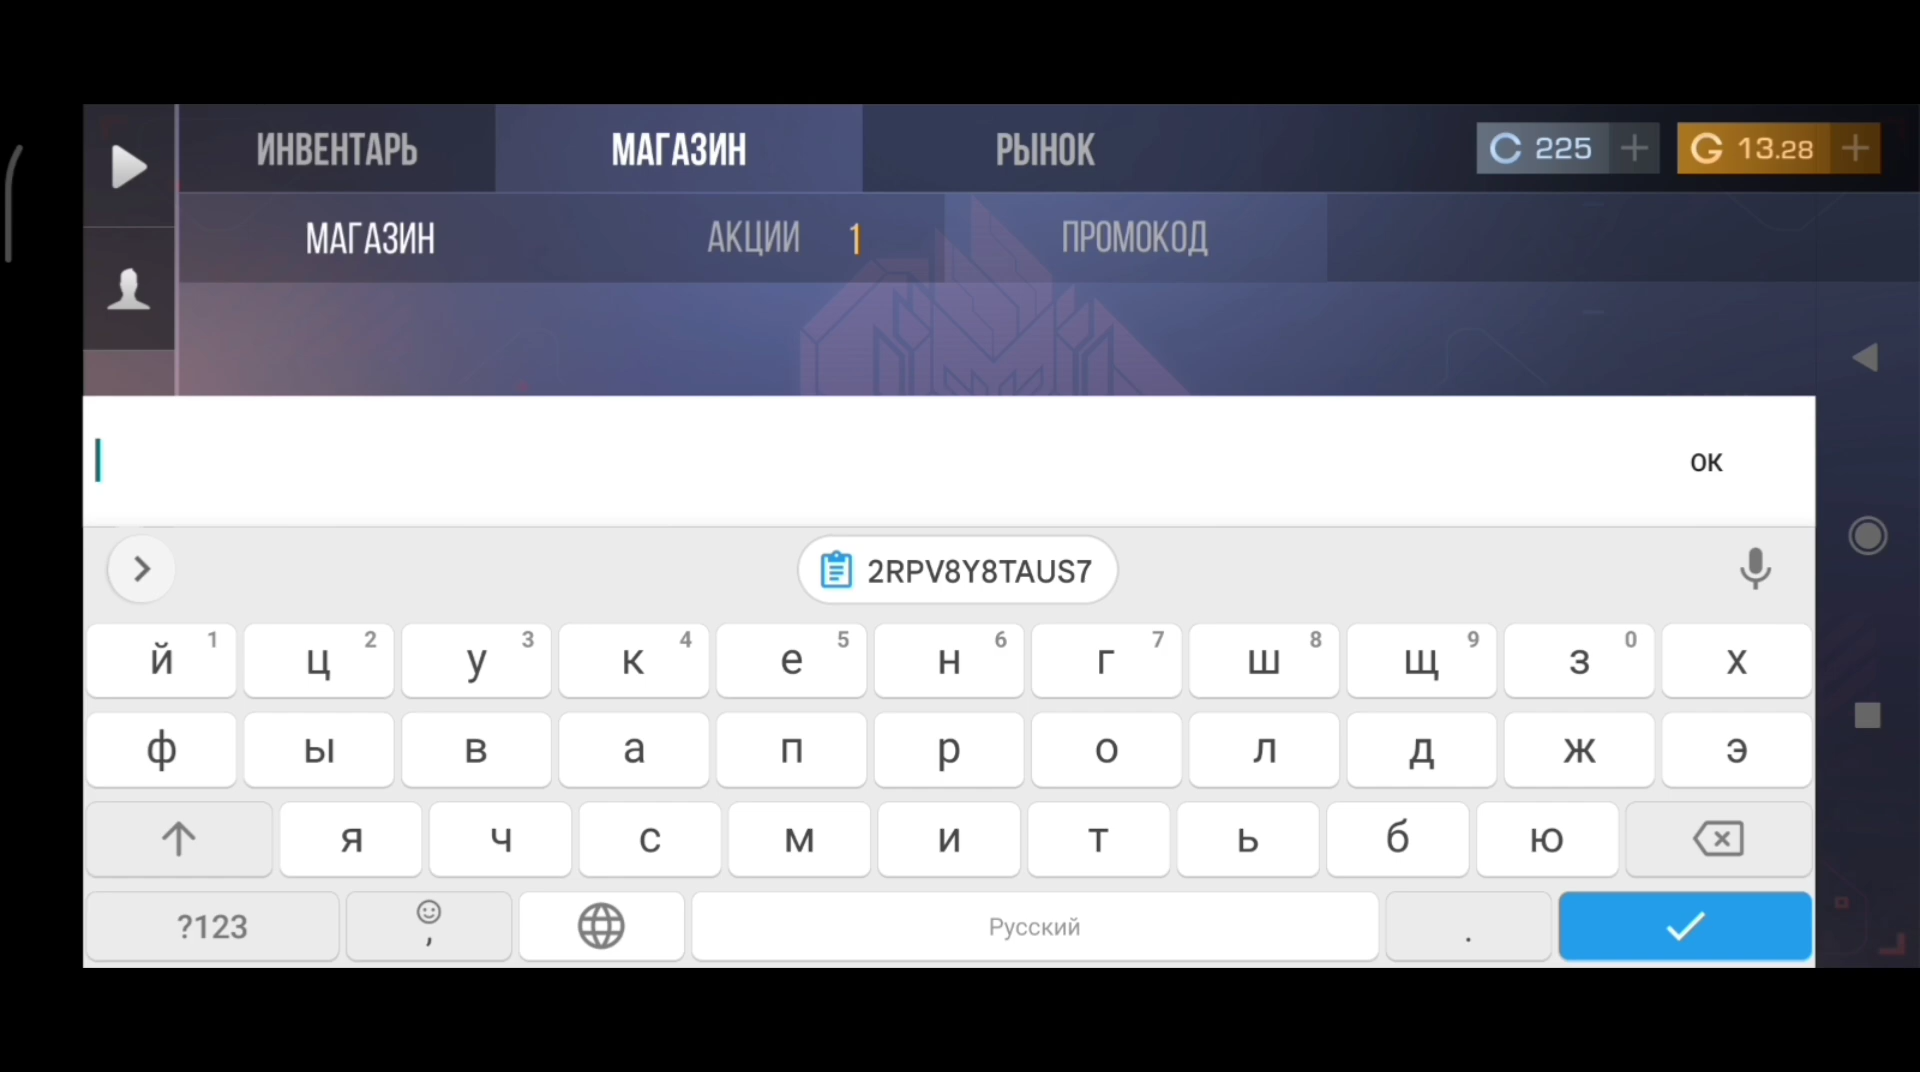 ИНВЕНТАРЬ МАГАЗИН РЫНОК C 225 + G 13.28 +
МАГАЗИН АКЦИИ 1 ПРОМОКОД
ОК
2RPV8Y8TAUS7
й 1 ц 2 у 3 к 4 е 5 н 6 г 7 ш 8 щ 9 з 0 х
ф ы в а п р о л д ж э
я ч с м и т ь б ю
?123 , Русский .